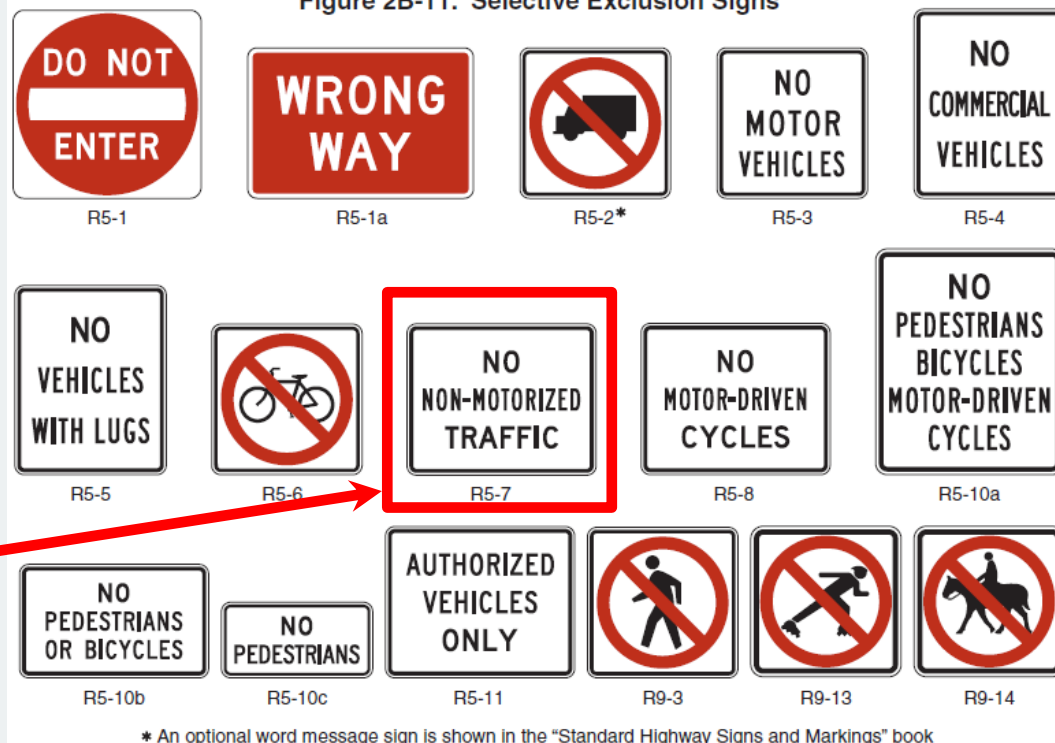 Figure 2B-11. Selective Exclusion Signs
DO NOT
ENTER
R5-1
WRONG
WAY
R5-1a
R5-2*
NO
MOTOR
VEHICLES
R5-3
NO
COMMERCIAL
VEHICLES
R5-4
NO
VEHICLES
WITH LUGS
R5-5
R5-6
NO
NON-MOTORIZED
TRAFFIC
R5-7
NO
MOTOR-DRIVEN
CYCLES
R5-8
NO
PEDESTRIANS
BICYCLES
MOTOR-DRIVEN
CYCLES
R5-10a
NO
PEDESTRIANS
OR BICYCLES
R5-10b
NO
PEDESTRIANS
R5-10c
AUTHORIZED
VEHICLES
ONLY
R5-11
R9-3
R9-13
R9-14
* An optional word message sign is shown in the “Standard Highway Signs and Markings” book